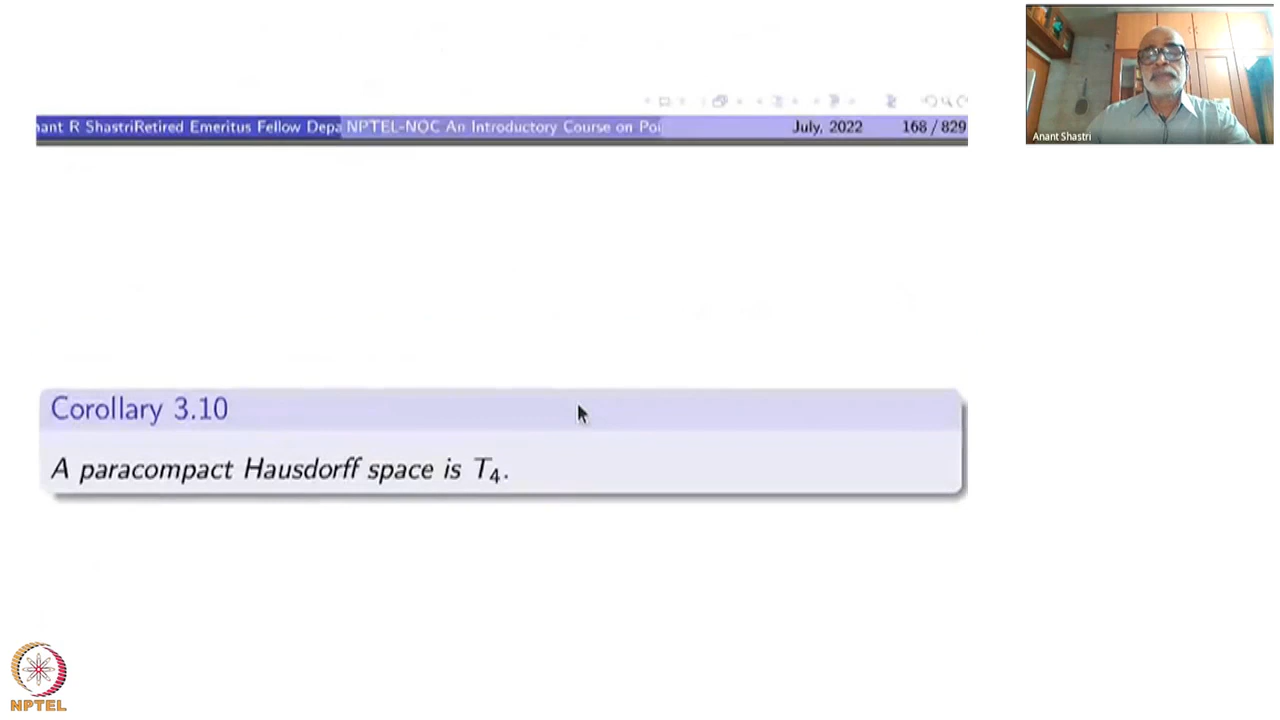 ant R ShastriRetired Emeritus Fellow Depa NPTEL-NOC An Introductory Course on Poi July, 2022 168 / 829
Anant Shastri
Corollary 3.10
A paracompact Hausdorff space is T₄.
NPTEL